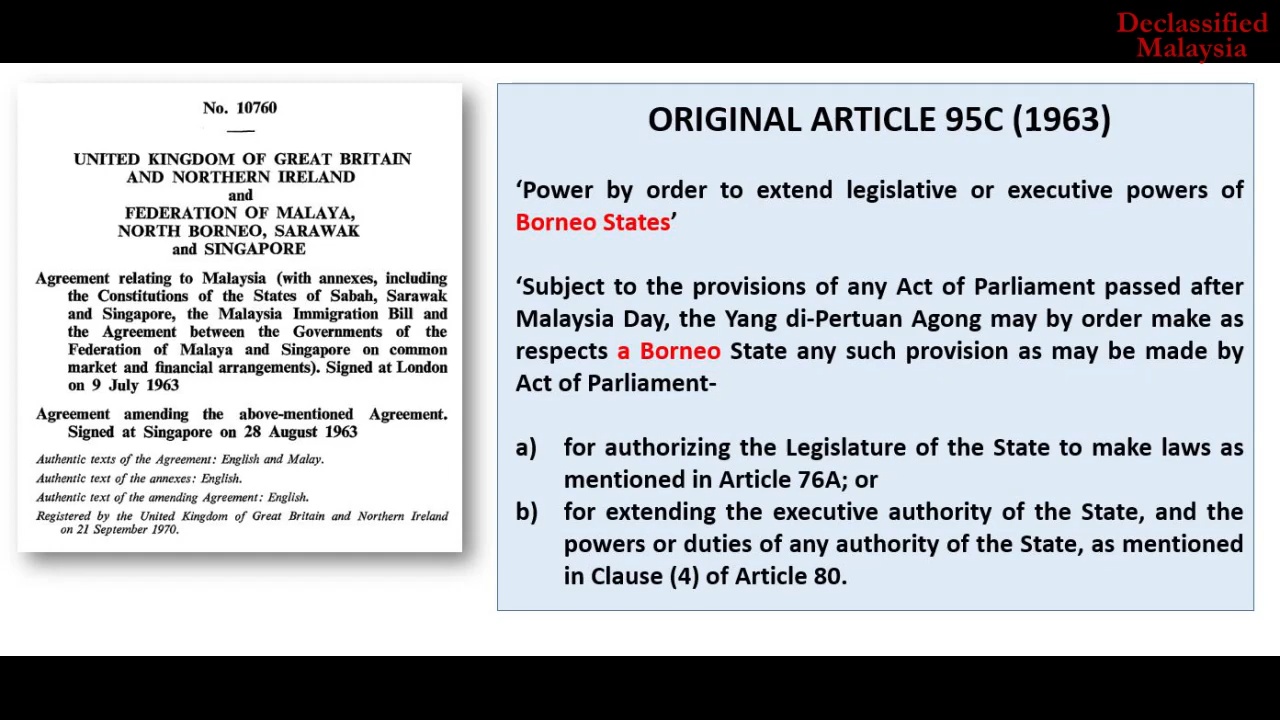 Declassified
Malaysia
No. 10760
UNITED KINGDOM OF GREAT BRITAIN
AND NORTHERN IRELAND
and
FEDERATION OF MALAYA,
NORTH BORNEO, SARAWAK
and SINGAPORE
Agreement relating to Malaysia (with annexes, including
the Constitutions of the States of Sabah, Sarawak
and Singapore, the Malaysia Immigration Bill and
the Agreement between the Governments of the
Federation of Malaya and Singapore on common
market and financial arrangements). Signed at London
on 9 July 1963
Agreement amending the above-mentioned Agreement.
Signed at Singapore on 28 August 1963
Authentic texts of the Agreement: English and Malay.
Authentic text of the annexes: English.
Authentic text of the amending Agreement: English.
Registered by the United Kingdom of Great Britain and Northern Ireland
on 21 September 1970.
ORIGINAL ARTICLE 95C (1963)
‘Power by order to extend legislative or executive powers of
Borneo States’
‘Subject to the provisions of any Act of Parliament passed after
Malaysia Day, the Yang di-Pertuan Agong may by order make as
respects a Borneo State any such provision as may be made by
Act of Parliament-
a) for authorizing the Legislature of the State to make laws as
mentioned in Article 76A; or
b) for extending the executive authority of the State, and the
powers or duties of any authority of the State, as mentioned
in Clause (4) of Article 80.